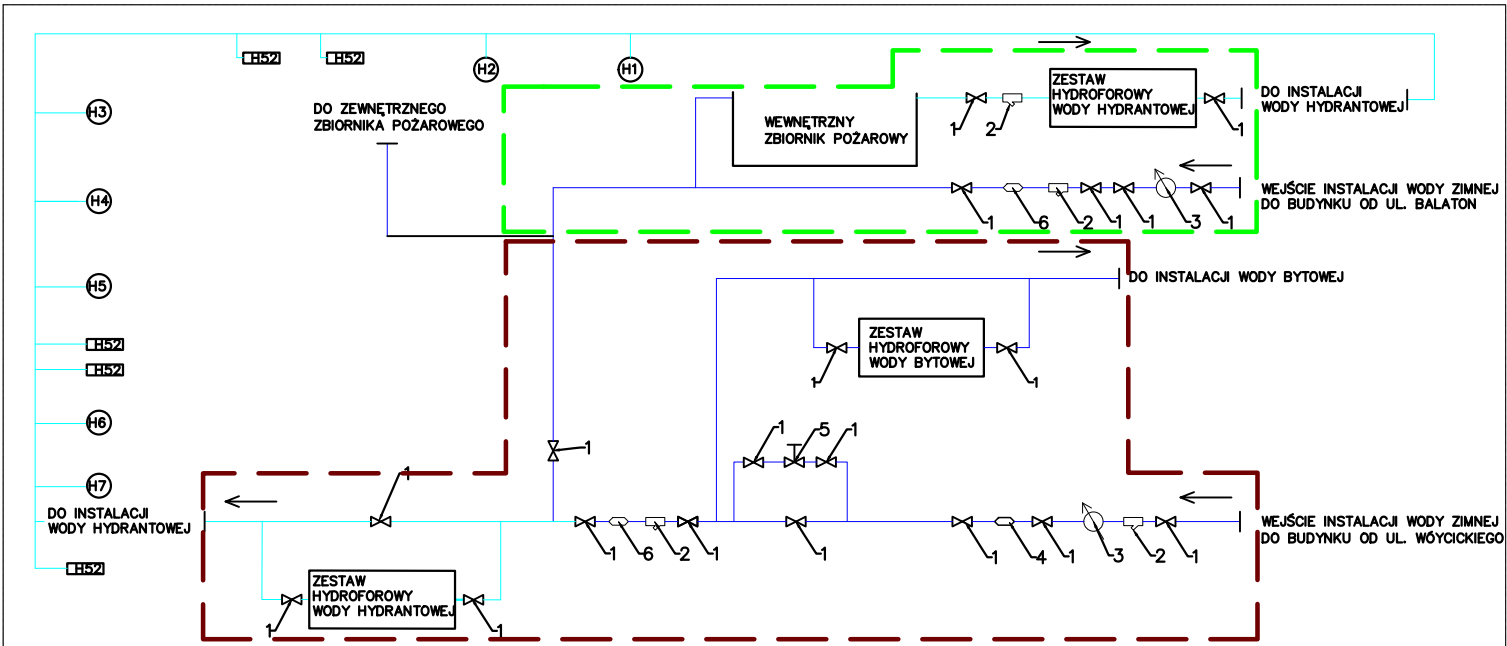 H52
H52
H2
H1
ZESTAW
HYDROFOROWY
WODY HYDRANTOWEJ
DO INSTALACJI
WODY HYDRANTOWEJ
H3
DO ZEWNĘTRZNEGO
ZBIORNIKA POŻAROWEGO
WEWNĘTRZNY
ZBIORNIK POŻAROWY
1
2
1
H4
WEJŚCIE INSTALACJI WODY ZIMNEJ
DO BUDYNKU OD UL. BALATON
1
6
2
1
1
3
1
H5
DO INSTALACJI WODY BYTOWEJ
H52
H52
ZESTAW
HYDROFOROWY
WODY BYTOWEJ
1
1
H6
1
5
1
1
H7
1
DO INSTALACJI
WODY HYDRANTOWEJ
WEJŚCIE INSTALACJI WODY ZIMNEJ
DO BUDYNKU OD UL. WÓYCICKIEGO
1
6
2
1
1
1
4
1
3
2
1
H52
ZESTAW
HYDROFOROWY
WODY HYDRANTOWEJ
1
1